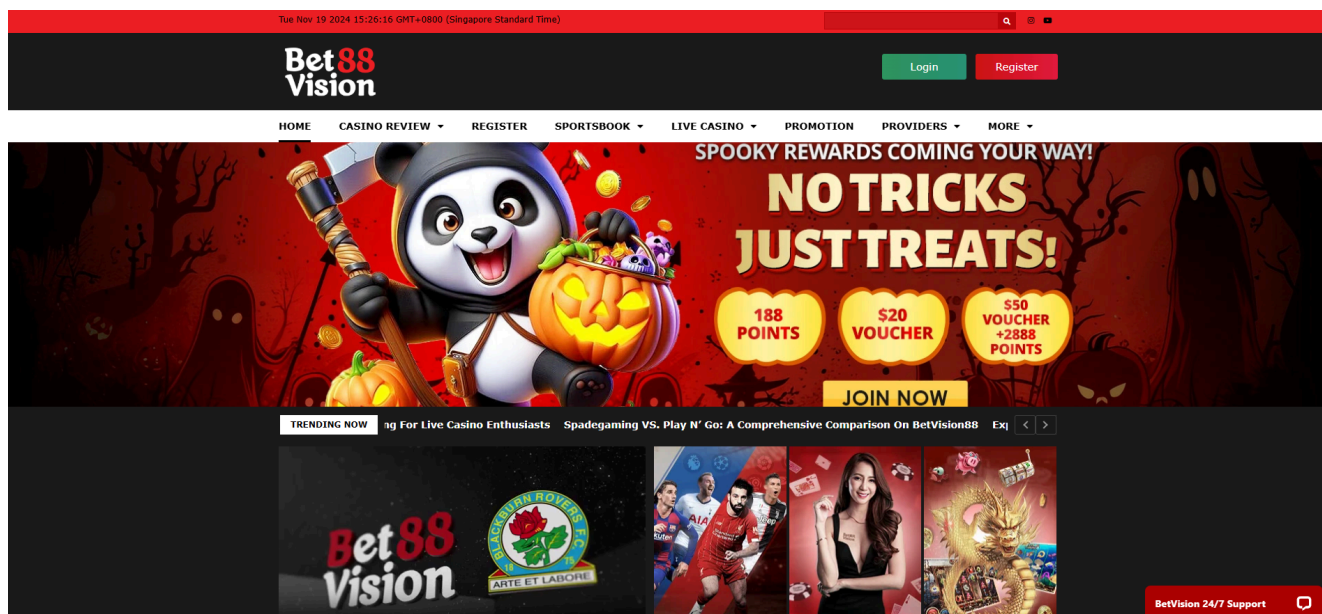 Tue Nov 19 2024 15:26:16 GMT+0800 (Singapore Standard Time)
Bet88
Vision
Login
Register
HOME
CASINO REVIEW
REGISTER
SPORTSBOOK
LIVE CASINO
PROMOTION
PROVIDERS
MORE
SPOOKY REWARDS COMING YOUR WAY!
NO TRICKS
JUST TREATS!
188
POINTS
$20
VOUCHER
$50
VOUCHER
+2888
POINTS
JOIN NOW
TRENDING NOW
ng For Live Casino Enthusiasts
Spadegaming VS. Play N’ Go: A Comprehensive Comparison On BetVision88
Bet88
Vision
BLACKBURN ROVERS F.C.
18 75
ARTE ET LABORE
BetVision 24/7 Support